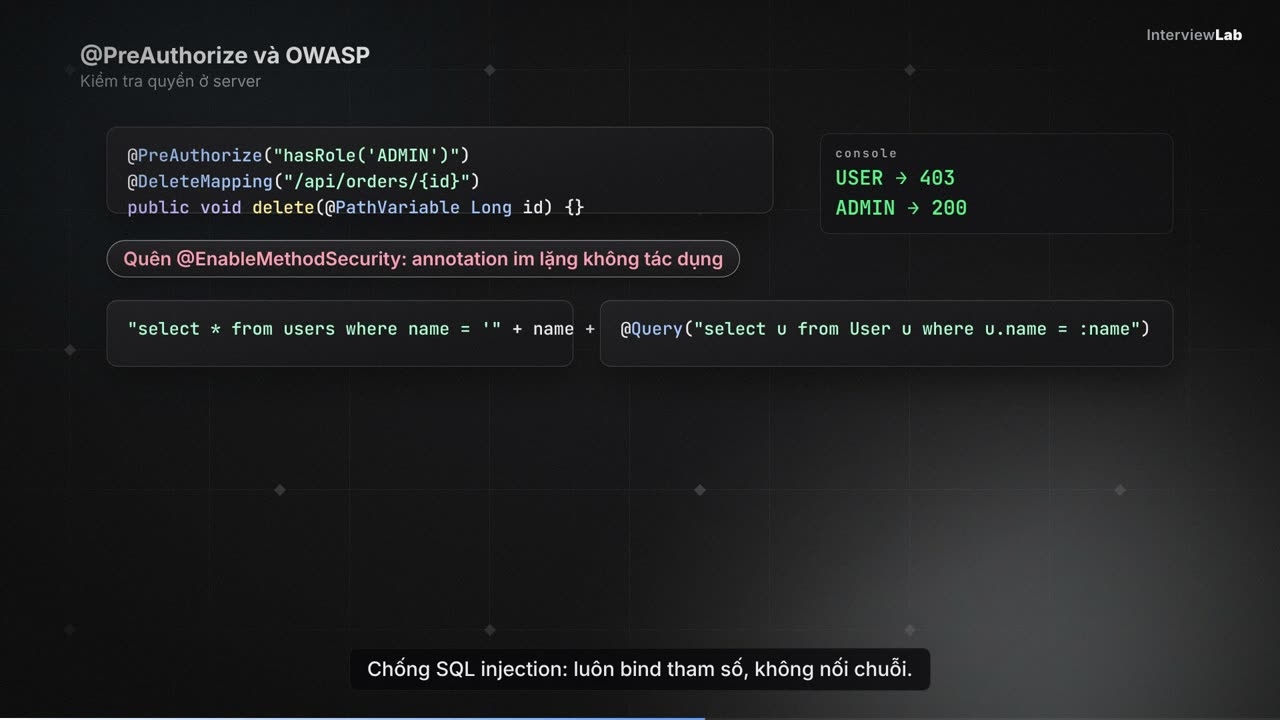 @PreAuthorize và OWASP
Kiểm tra quyền ở server
InterviewLab
@PreAuthorize("hasRole('ADMIN')")
@DeleteMapping("/api/orders/{id}")
public void delete(@PathVariable Long id) {}
console
USER → 403
ADMIN → 200
Quên @EnableMethodSecurity: annotation im lặng không tác dụng
"select * from users where name = '" + name +
@Query("select u from User u where u.name = :name")
Chống SQL injection: luôn bind tham số, không nối chuỗi.